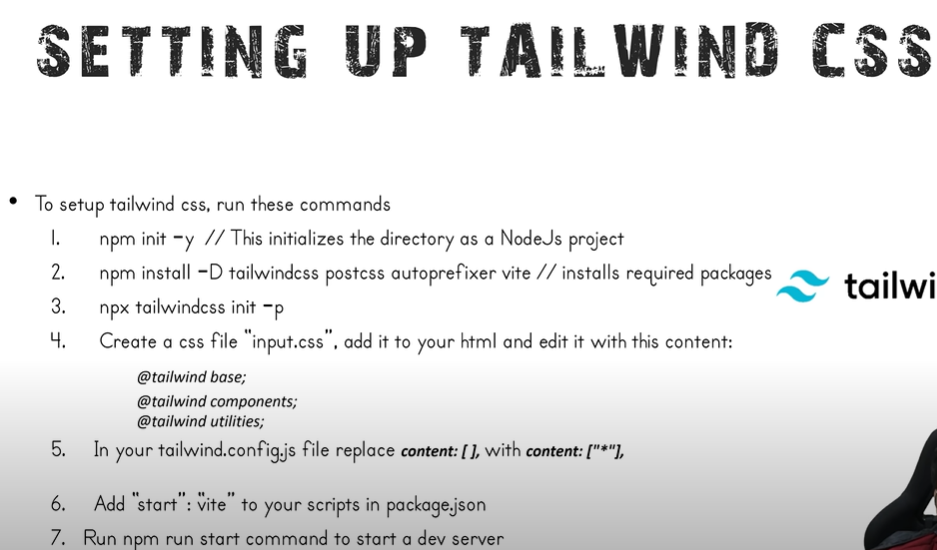 SETTING UP TAILWIND CSS
• To setup tailwind css, run these commands
1. npm init -y // This initializes the directory as a NodeJs project
2. npm install -D tailwindcss postcss autoprefixer vite // installs required packages
tailwi
3. npx tailwindcss init -p
4. Create a css file "input.css", add it to your html and edit it with this content:
@tailwind base;
@tailwind components;
@tailwind utilities;
5. In your tailwind.config.js file replace content: [ ], with content: ["*"],
6. Add "start": "vite" to your scripts in package.json
7. Run npm run start command to start a dev server